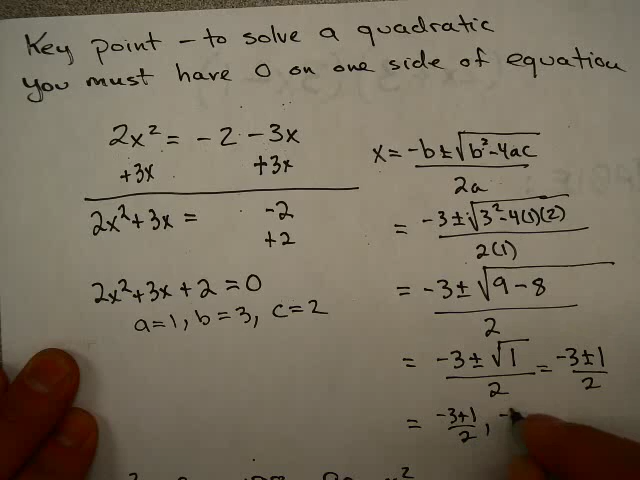 Key point - to solve a quadratic
you must have 0 on one side of equation
2x² = -2 - 3x
+3x +3x
2x² + 3x = -2
+2
2x² + 3x + 2 = 0
a = 1, b = 3, c = 2
x = (-b ± √(b² - 4ac)) / 2a
= (-3 ± √(3² - 4(1)(2))) / 2(1)
= (-3 ± √(9 - 8)) / 2
= (-3 ± √1) / 2 = (-3 ± 1) / 2
= (-3 + 1) / 2 ,